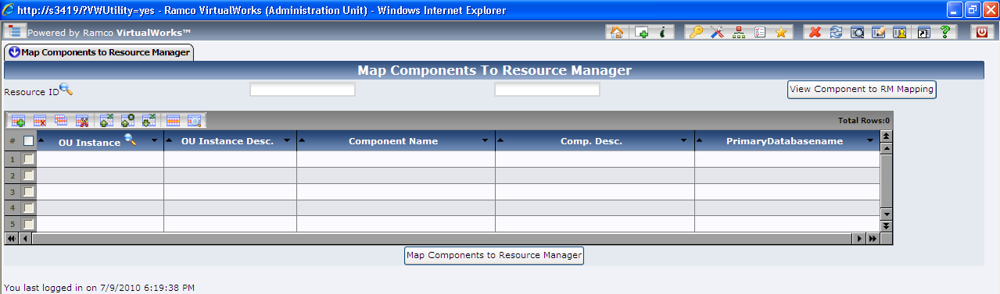 http://s3419/?VWUtility=yes - Ramco VirtualWorks (Administration Unit) - Windows Internet Explorer
Powered by Ramco VirtualWorks™
Map Components to Resource Manager
Map Components To Resource Manager
Resource ID
View Component to RM Mapping
Total Rows:0
# OU Instance OU Instance Desc. Component Name Comp. Desc. PrimaryDatabasename
1
2
3
4
5
Map Components to Resource Manager
You last logged in on 7/9/2010 6:19:38 PM